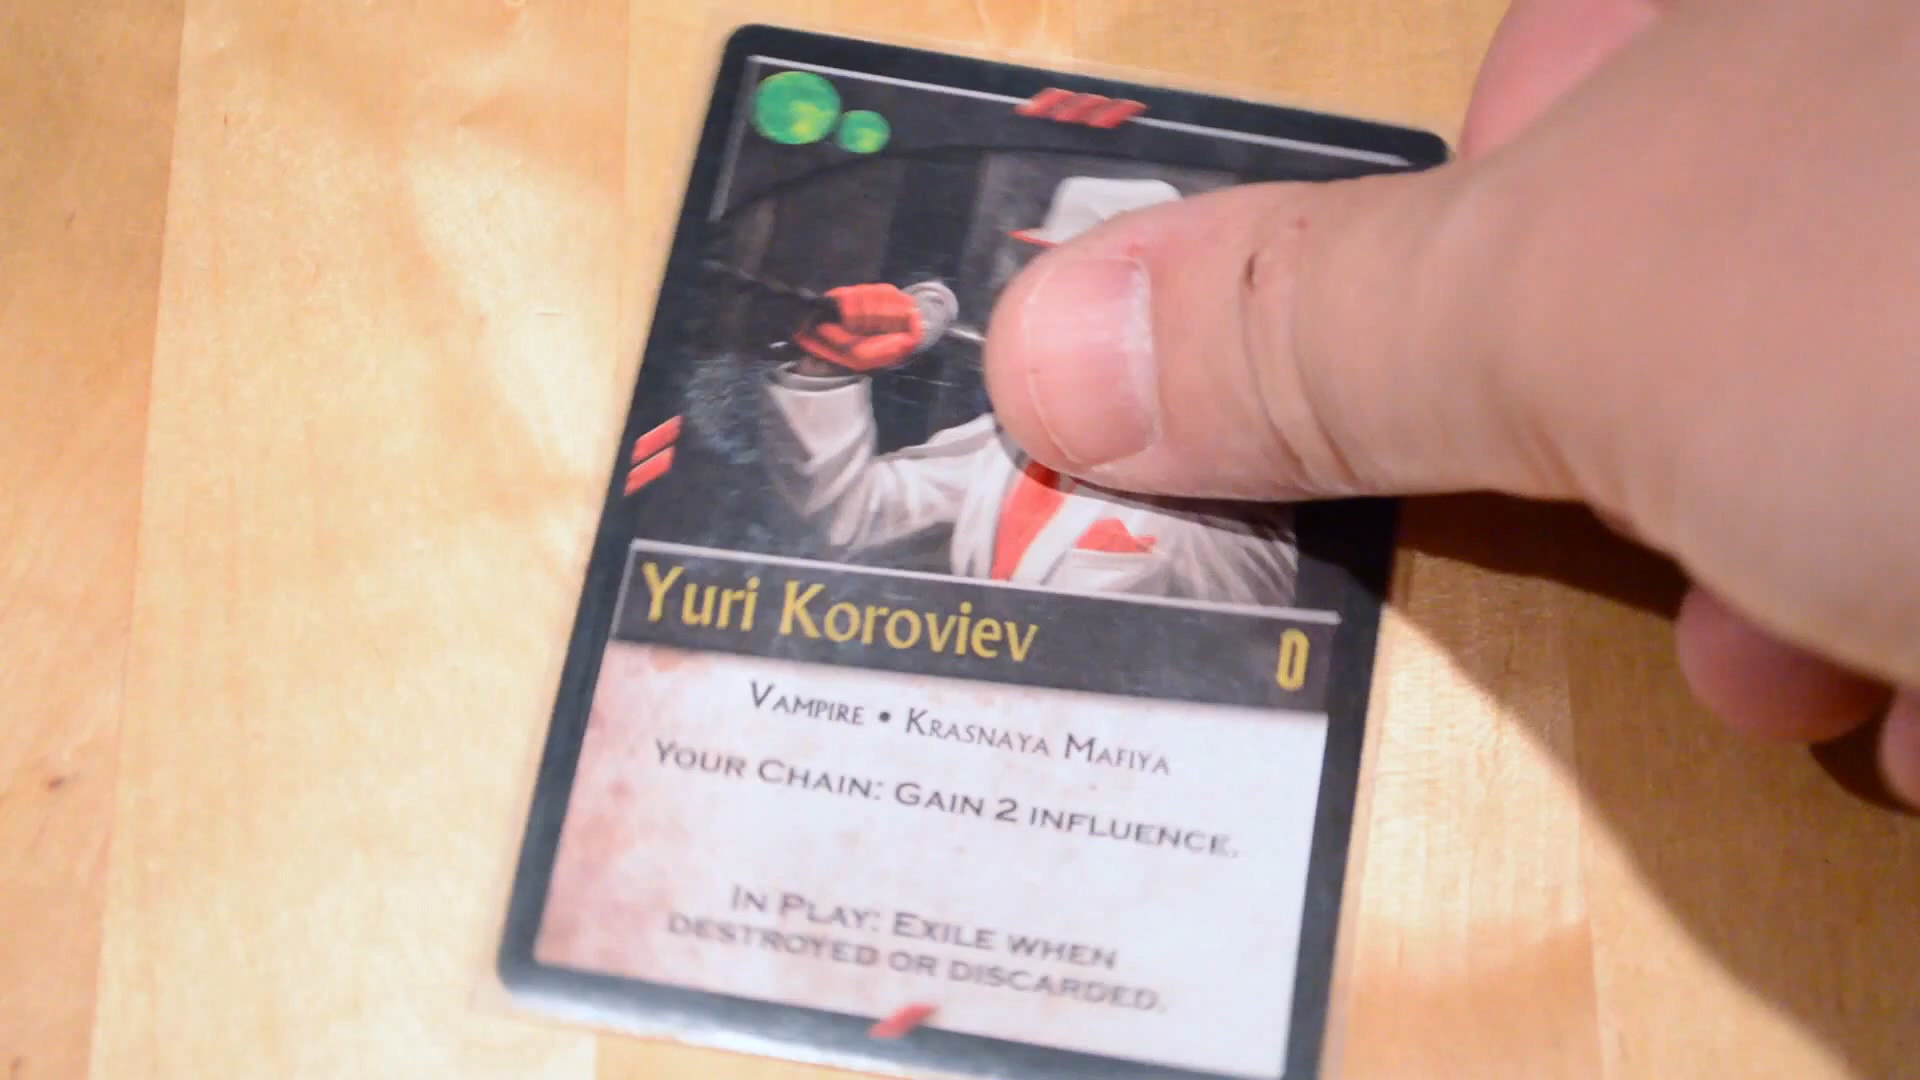 Yuri Koroviev 0
Vampire • Krasnaya Mafiya
Your Chain: Gain 2 influence.
In Play: Exile when
destroyed or discarded.